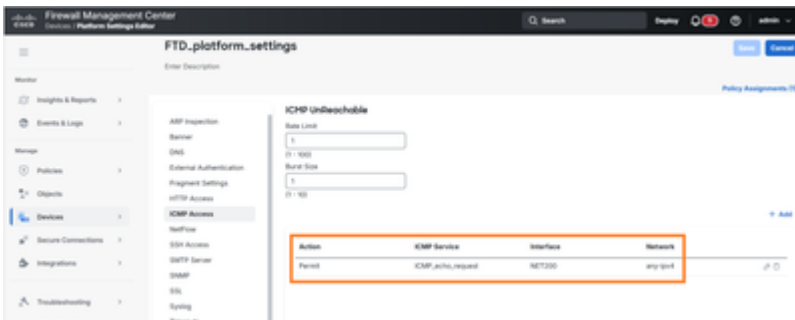 Firewall Management Center
CISCO Devices / Platform Settings Editor
Search
Deploy
admin
FTD_platform_settings
Save
Cancel
Enter Description
Policy Assignments
Monitor
Insights & Reports
Events & Logs
Manage
Policies
Objects
Devices
Secure Connections
Integrations
Troubleshooting
ARP Inspection
Banner
DNS
External Authentication
Fragment Settings
HTTP Access
ICMP Access
NetFlow
SSH Access
SMTP Server
SNMP
SSL
Syslog
ICMP UnReachable
Rate Limit
1
(1 - 100)
Burst Size
1
(1 - 10)
+ Add
Action ICMP Service Interface Network
Permit ICMP_echo_request NET200 any-ipv4